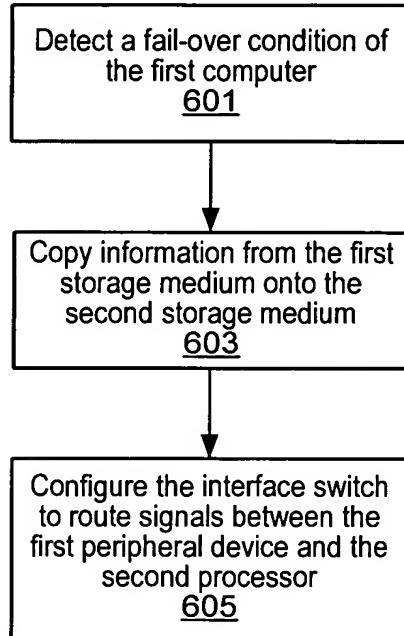 Detect a fail-over condition of
the first computer
601
Copy information from the first
storage medium onto the
second storage medium
603
Configure the interface switch
to route signals between the
first peripheral device and the
second processor
605